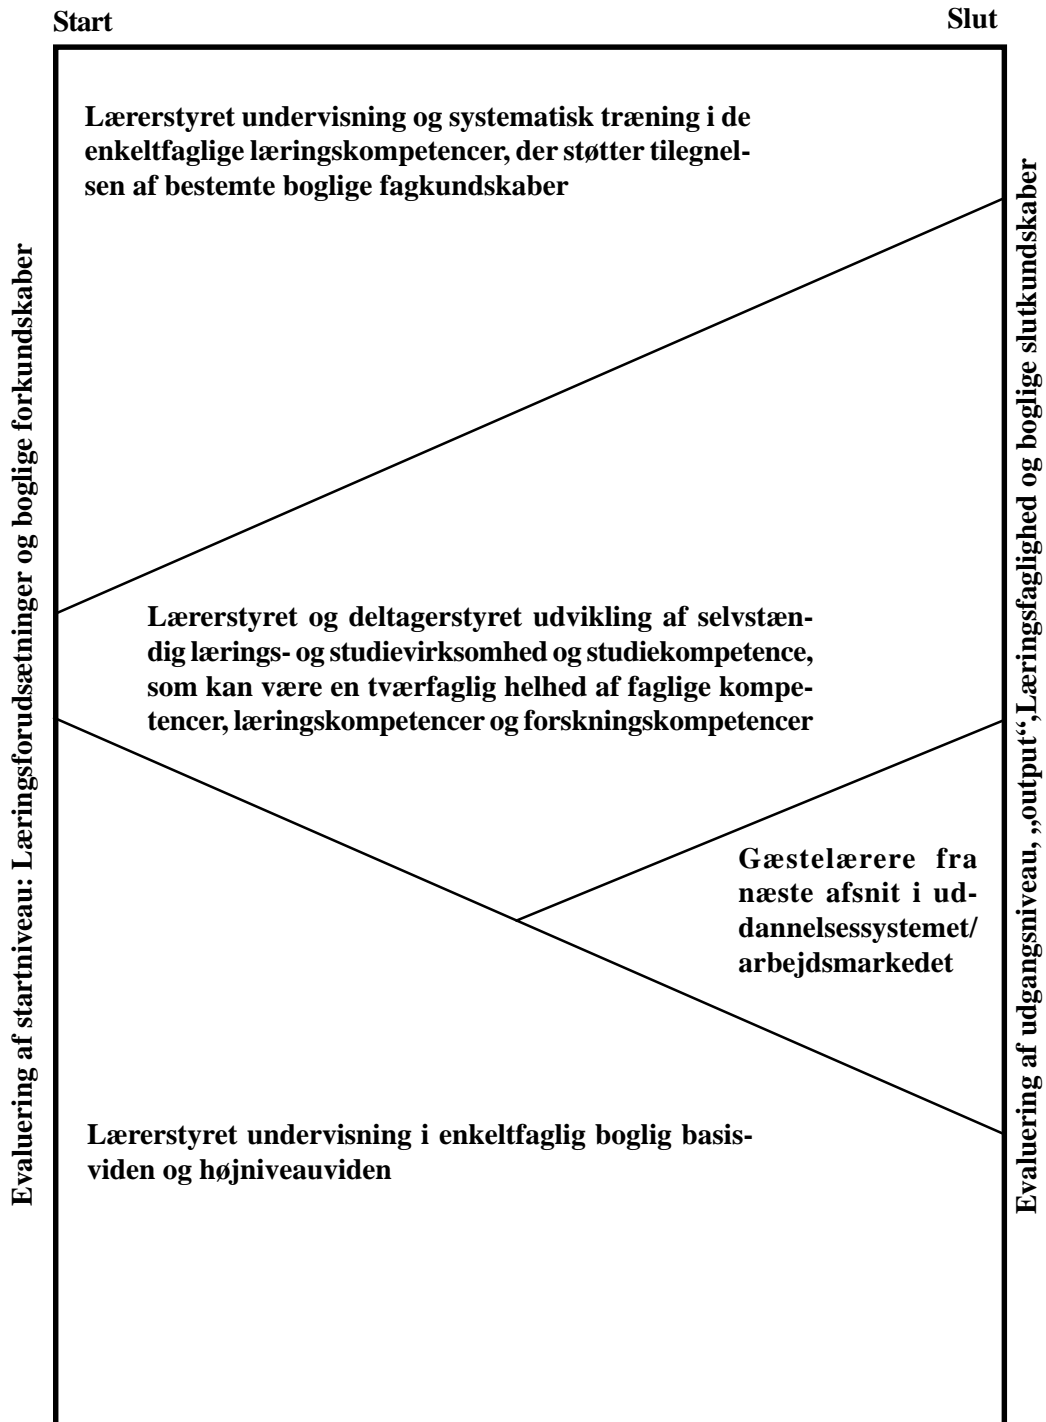 Start
Slut
Lærerstyret undervisning og systematisk træning i de
enkeltfaglige læringskompetencer, der støtter tilegnel-
sen af bestemte boglige fagkundskaber
Evaluering af startniveau: Læringsforudsætninger og boglige forkundskaber
Lærerstyret og deltagerstyret udvikling af selvstæn-
dig lærings- og studievirksomhed og studiekompetence,
som kan være en tværfaglig helhed af faglige kompe-
tencer, læringskompetencer og forskningskompetencer
Gæstelærere fra
næste afsnit i ud-
dannelsessystemet/
arbejdsmarkedet
Lærerstyret undervisning i enkeltfaglig boglig basis-
viden og højniveauviden
Evaluering af udgangsniveau, „output“,Læringsfaglighed og boglige slutkundskaber